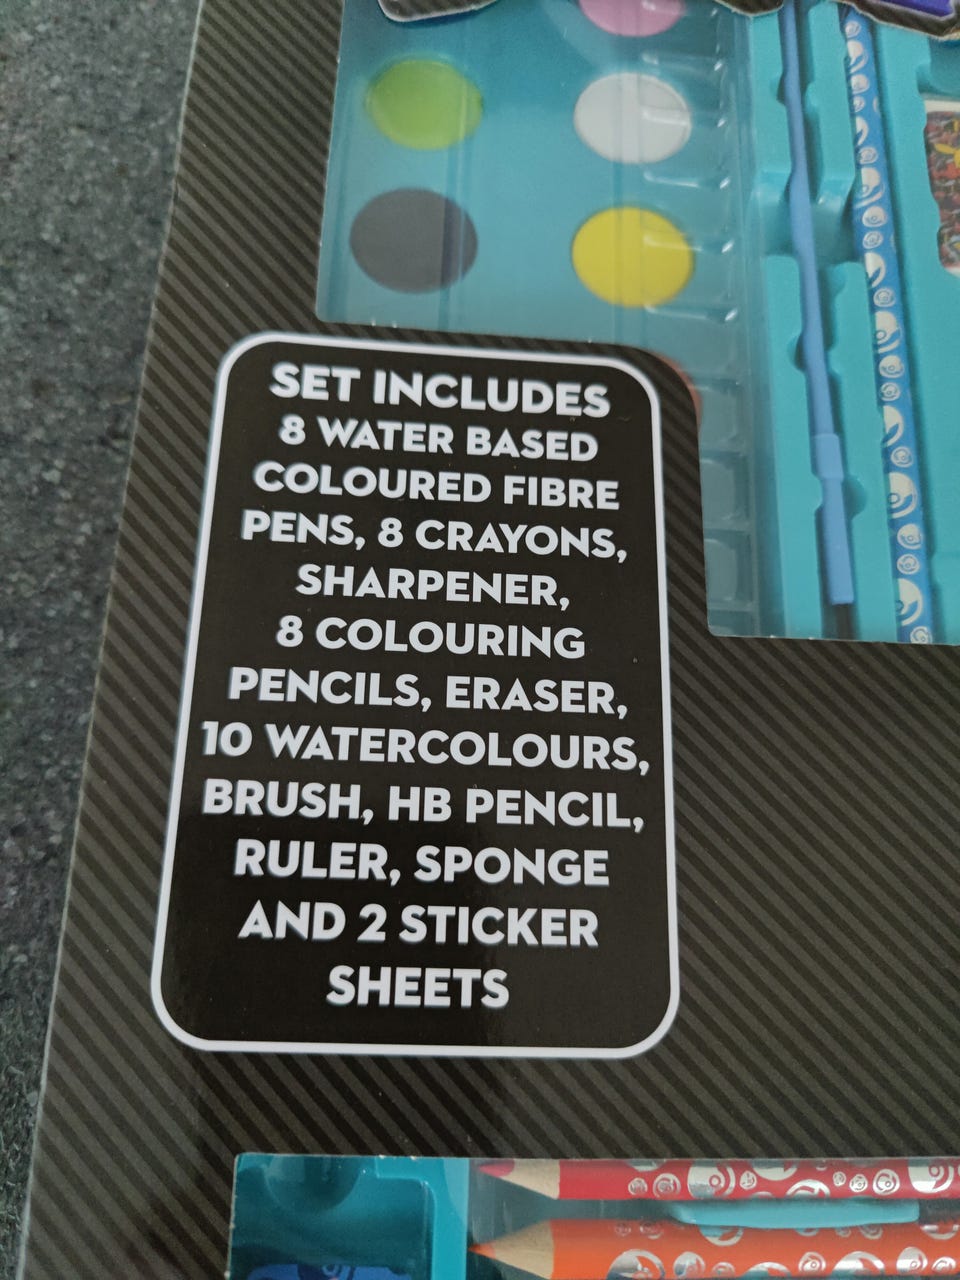 SET INCLUDES
8 WATER BASED
COLOURED FIBRE
PENS, 8 CRAYONS,
SHARPENER,
8 COLOURING
PENCILS, ERASER,
10 WATERCOLOURS,
BRUSH, HB PENCIL,
RULER, SPONGE
AND 2 STICKER
SHEETS